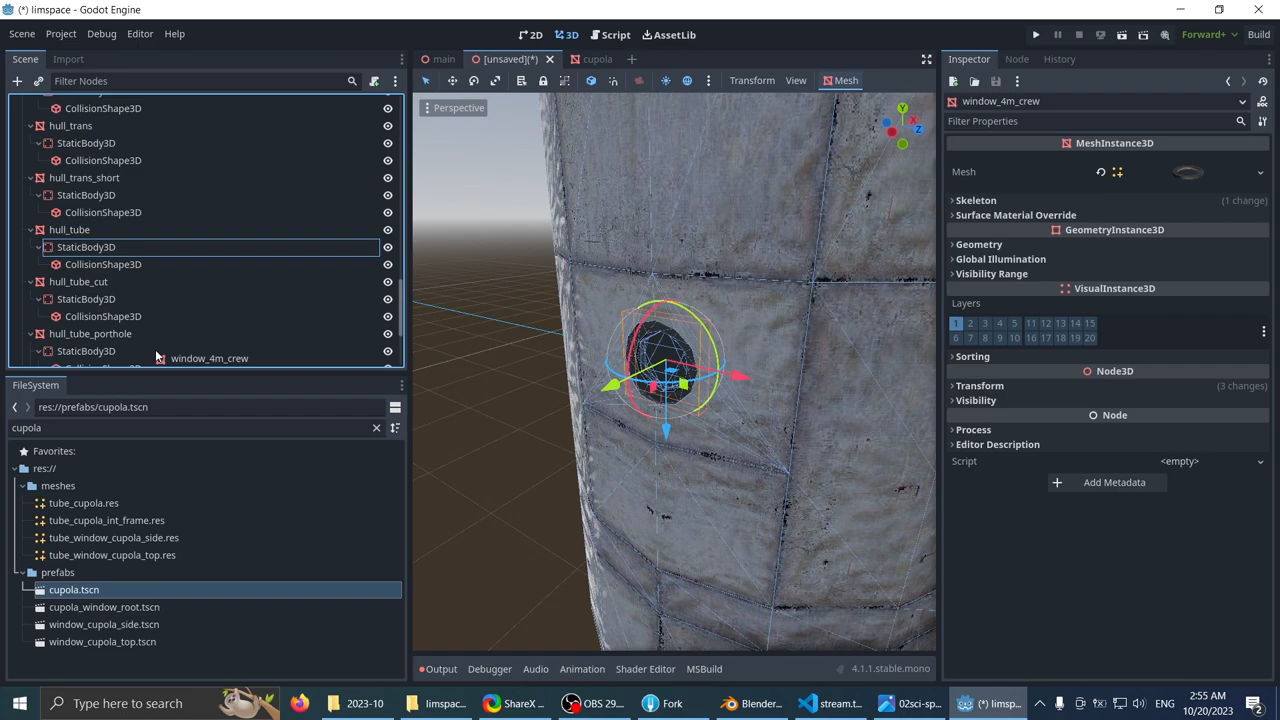 (*) limspace - Godot Engine
Scene Project Debug Editor Help
2D 3D Script AssetLib
Forward+ Build
Scene Import
main [unsaved](*) cupola
Inspector Node History
Filter Nodes
Transform View Mesh
window_4m_crew
Filter Properties
Perspective
Y X Z
CollisionShape3D
hull_trans
StaticBody3D
CollisionShape3D
hull_trans_short
StaticBody3D
CollisionShape3D
hull_tube
StaticBody3D
CollisionShape3D
hull_tube_cut
StaticBody3D
CollisionShape3D
hull_tube_porthole
StaticBody3D
window_4m_crew
MeshInstance3D
Mesh
Skeleton (1 change)
Surface Material Override
GeometryInstance3D
Geometry
Global Illumination
Visibility Range
VisualInstance3D
Layers
1 2 3 4 5 11 12 13 14 15
6 7 8 9 10 16 17 18 19 20
Sorting
Node3D
Transform (3 changes)
Visibility
Node
Process
Editor Description
Script <empty>
Add Metadata
FileSystem
res://prefabs/cupola.tscn
cupola
Favorites:
res://
meshes
tube_cupola.res
tube_cupola_int_frame.res
tube_window_cupola_side.res
tube_window_cupola_top.res
prefabs
cupola.tscn
cupola_window_root.tscn
window_cupola_side.tscn
window_cupola_top.tscn
Output Debugger Audio Animation Shader Editor MSBuild 4.1.1.stable.mono
Type here to search
2023-10
limspac...
ShareX ...
OBS 29....
Fork
Blender...
stream.t...
02sci-sp...
(*) limsp...
ENG
2:55 AM
10/20/2023
2